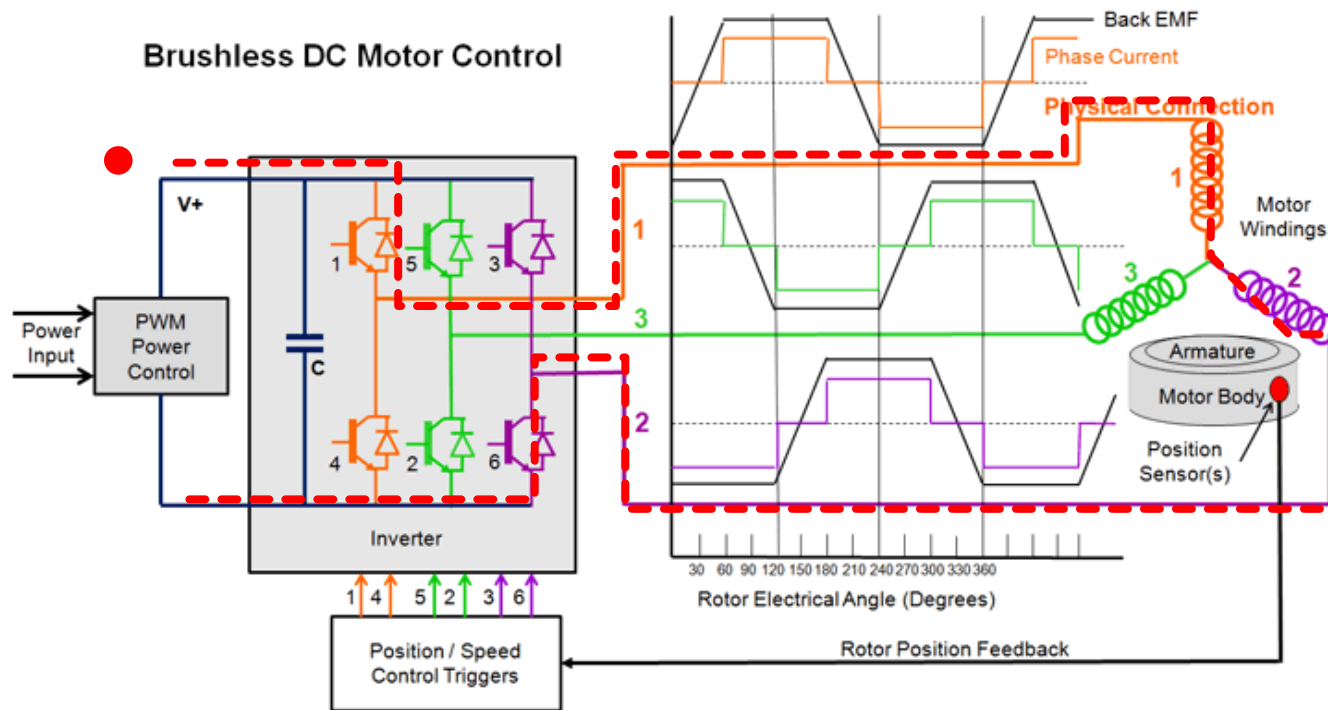 Brushless DC Motor Control
Back EMF
Phase Current
Physical Connection
V+
1
5
3
1
1
Motor
Windings
3
2
Power
Input
PWM
Power
Control
C
3
Armature
Motor Body
4
2
6
2
Position
Sensor(s)
Inverter
30 60 90 120 150 180 210 240 270 300 330 360
Rotor Electrical Angle (Degrees)
1 4 5 2 3 6
Position / Speed
Control Triggers
Rotor Position Feedback